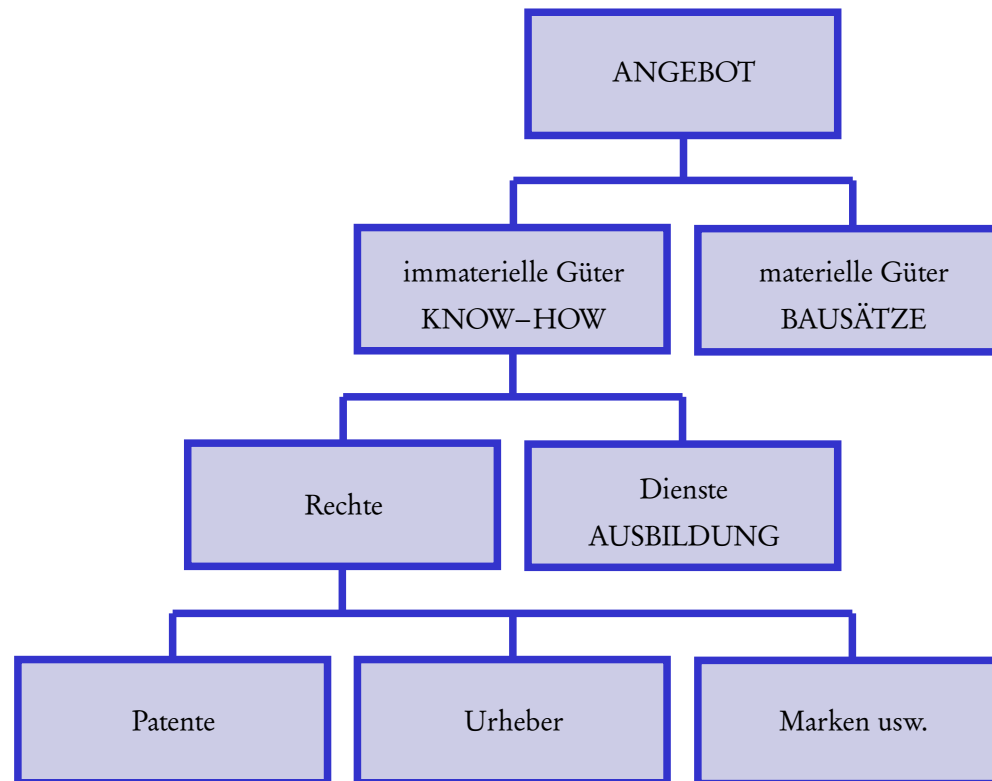 ANGEBOT
immaterielle Güter
KNOW–HOW
materielle Güter
BAUSÄTZE
Rechte
Dienste
AUSBILDUNG
Patente
Urheber
Marken usw.